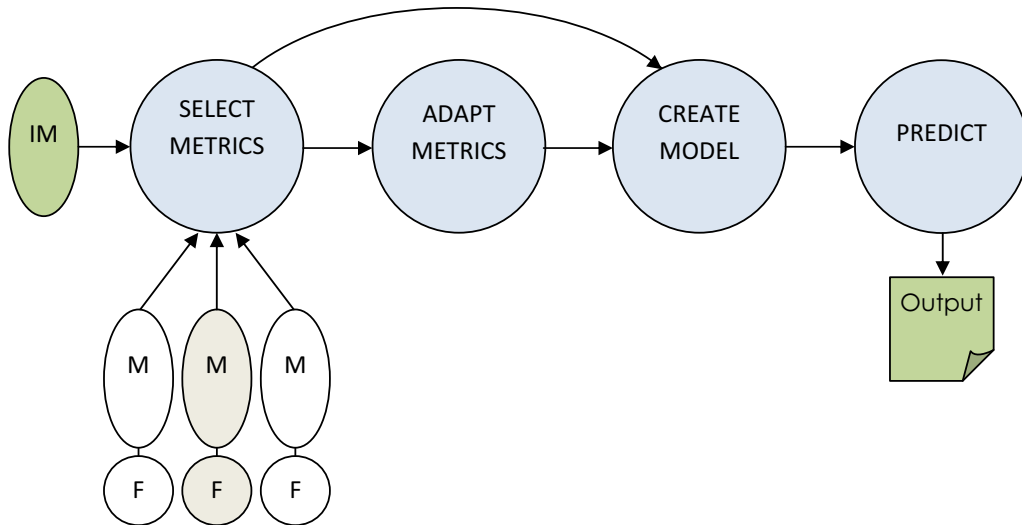 IM
SELECT
METRICS
ADAPT
METRICS
CREATE
MODEL
PREDICT
Output
M
M
M
F
F
F